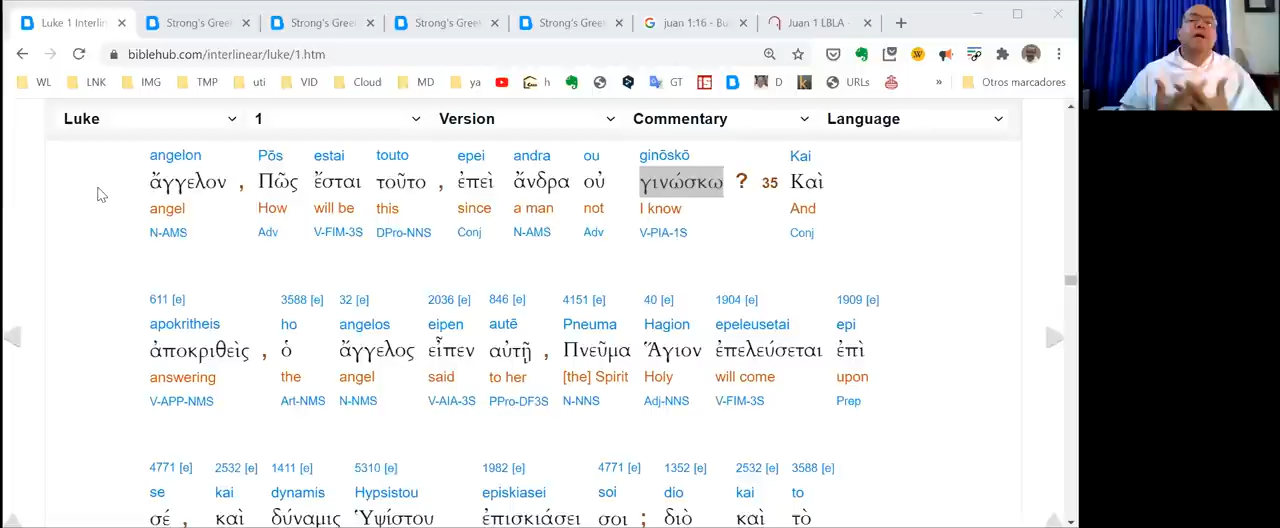 Luke 1 Interlin
Strong's Greek
Strong's Greek
Strong's Greek
Strong's Greek
juan 1:16 - Bu
Juan 1 LBLA -
biblehub.com/interlinear/luke/1.htm
WL LNK IMG TMP uti VID Cloud MD ya h GT D K URLs » Otros marcadores
Luke 1 Version Commentary Language
angelon Pōs estai touto epei andra ou ginōskō Kai
ἄγγελον , Πῶς ἔσται τοῦτο , ἐπεὶ ἄνδρα οὐ γινώσκω ? 35 Καὶ
angel How will be this since a man not I know And
N-AMS Adv V-FIM-3S DPro-NNS Conj N-AMS Adv V-PIA-1S Conj
611 [e] 3588 [e] 32 [e] 2036 [e] 846 [e] 4151 [e] 40 [e] 1904 [e] 1909 [e]
apokritheis ho angelos eipen autē Pneuma Hagion epeleusetai epi
ἀποκριθεὶς , ὁ ἄγγελος εἶπεν αὐτῇ , Πνεῦμα Ἅγιον ἐπελεύσεται ἐπὶ
answering the angel said to her [the] Spirit Holy will come upon
V-APP-NMS Art-NMS N-NMS V-AIA-3S PPro-DF3S N-NNS Adj-NNS V-FIM-3S Prep
4771 [e] 2532 [e] 1411 [e] 5310 [e] 1982 [e] 4771 [e] 1352 [e] 2532 [e] 3588 [e]
se kai dynamis Hypsistou episkiasei soi dio kai to
σέ , καὶ δύναμις Ὑψίστου ἐπισκιάσει σοι ; διὸ καὶ τὸ